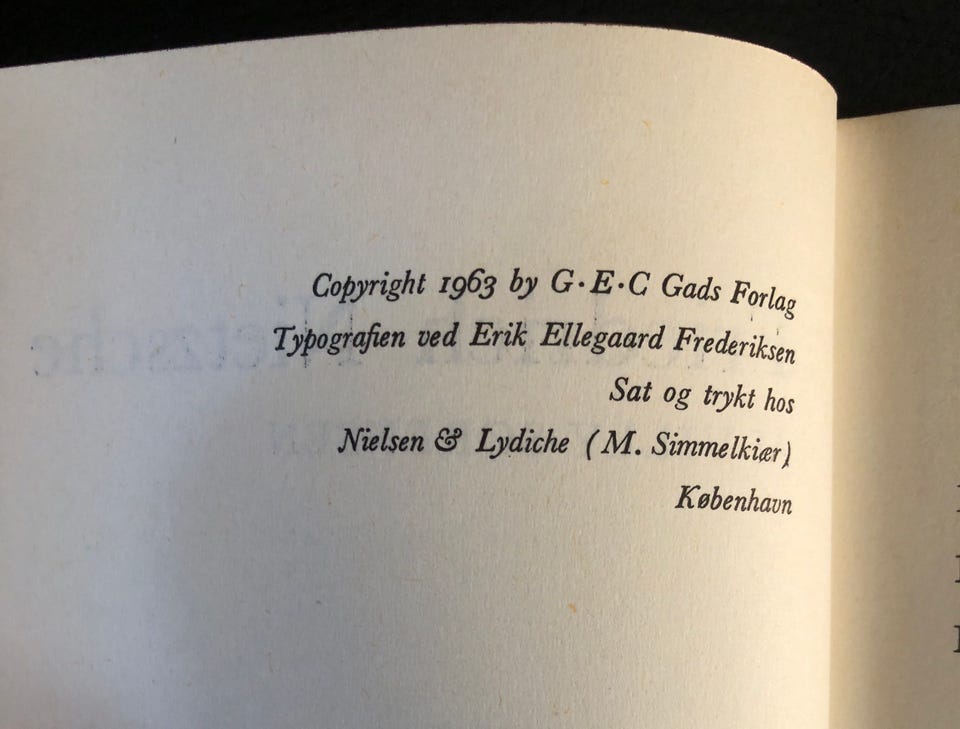 Copyright 1963 by G·E·C Gads Forlag
Typografien ved Erik Ellegaard Frederiksen
Sat og trykt hos
Nielsen & Lydiche (M. Simmelkiær)
København